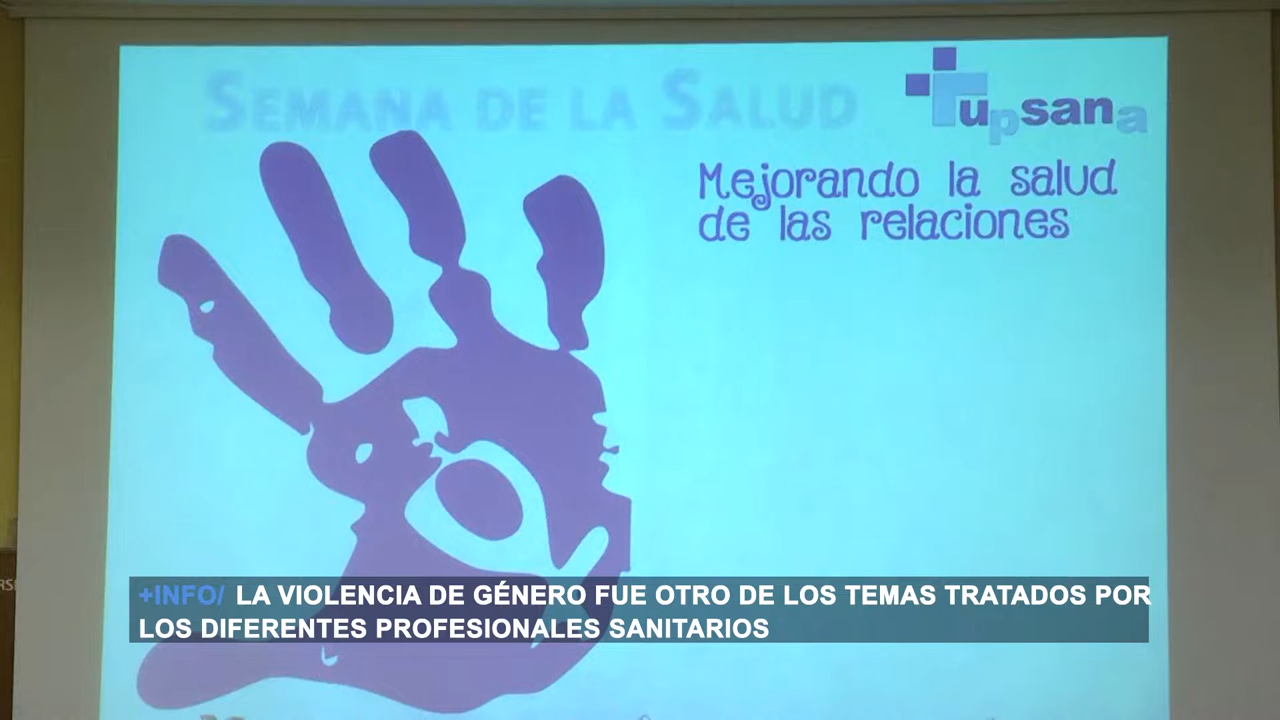 SEMANA DE LA SALUD
upsana
Mejorando la salud
de las relaciones
+INFO/ LA VIOLENCIA DE GÉNERO FUE OTRO DE LOS TEMAS TRATADOS POR
LOS DIFERENTES PROFESIONALES SANITARIOS